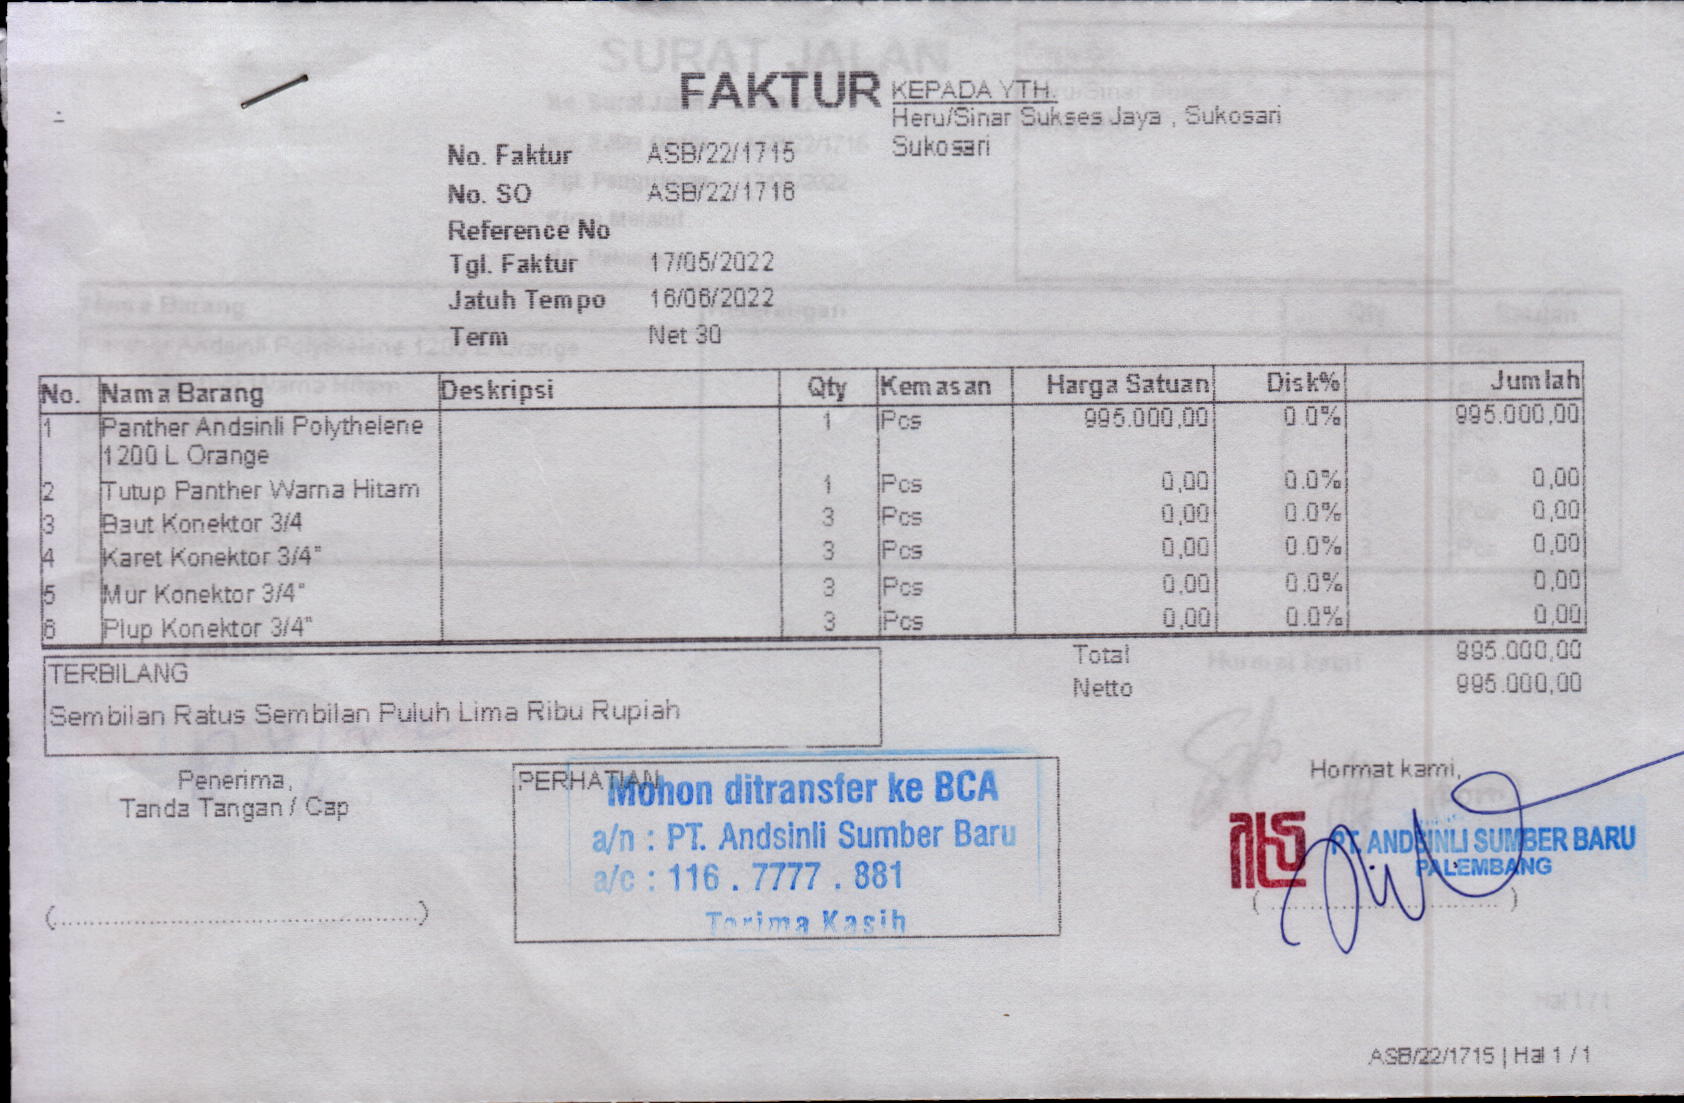 FAKTUR
KEPADA YTH.
Heru/Sinar Sukses Jaya , Sukosari
Sukosari
No. Faktur ASB/22/1715
No. SO ASB/22/1716
Reference No
Tgl. Faktur 17/05/2022
Jatuh Tempo 16/06/2022
Term Net 30
No. Nama Barang Deskripsi Qty Kemasan Harga Satuan Disk% Jumlah
1 Panther Andsinli Polythelene 1 Pcs 995.000,00 0.0% 995.000,00
1200 L Orange
2 Tutup Panther Warna Hitam 1 Pcs 0,00 0.0% 0,00
3 Baut Konektor 3/4 3 Pcs 0,00 0.0% 0,00
4 Karet Konektor 3/4" 3 Pcs 0,00 0.0% 0,00
5 Mur Konektor 3/4" 3 Pcs 0,00 0.0% 0,00
6 Plup Konektor 3/4" 3 Pcs 0,00 0.0% 0,00
Total 995.000,00
Netto 995.000,00
TERBILANG
Sembilan Ratus Sembilan Puluh Lima Ribu Rupiah
Penerima,
Tanda Tangan / Cap
(..................................................)
PERHATIAN
Mohon ditransfer ke BCA
a/n : PT. Andsinli Sumber Baru
a/c : 116 . 7777 . 881
Terima Kasih
Hormat kami,
PT. ANDSINLI SUMBER BARU
PALEMBANG
(..................................)
ASB/22/1715 | Hal 1 / 1